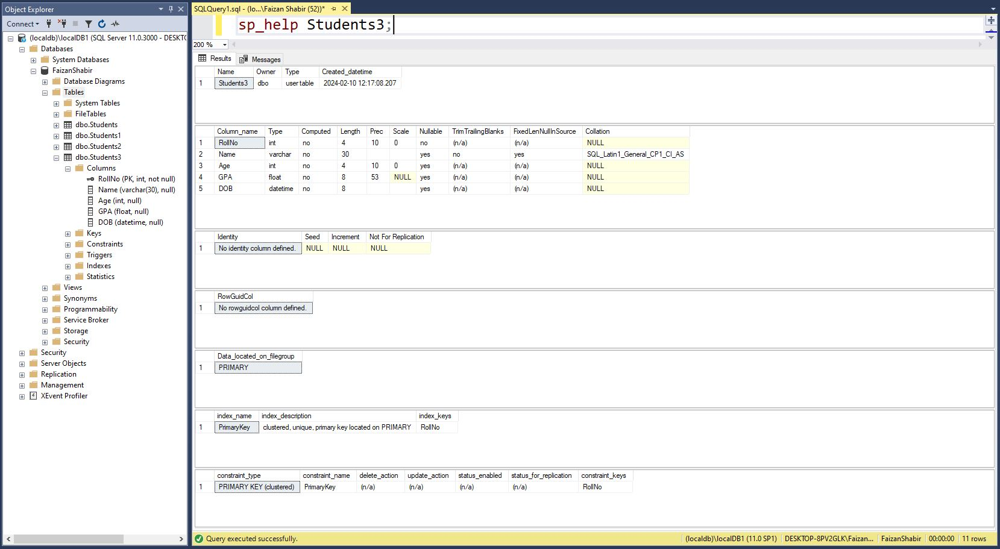 Object Explorer
Connect
(localdb)\localDB1 (SQL Server 11.0.3000 - DESKTO
Databases
System Databases
FaizanShabir
Database Diagrams
Tables
System Tables
FileTables
dbo.Students
dbo.Students1
dbo.Students2
dbo.Students3
Columns
RollNo (PK, int, not null)
Name (varchar(30), null)
Age (int, null)
GPA (float, null)
DOB (datetime, null)
Keys
Constraints
Triggers
Indexes
Statistics
Views
Synonyms
Programmability
Service Broker
Storage
Security
Security
Server Objects
Replication
Management
XEvent Profiler
SQLQuery1.sql - (lo...\Faizan Shabir (52))*
sp_help Students3;
200 %
Results Messages
Name Owner Type Created_datetime
1 Students3 dbo user table 2024-02-10 12:17:08.207
Column_name Type Computed Length Prec Scale Nullable TrimTrailingBlanks FixedLenNullInSource Collation
1 RollNo int no 4 10 0 no (n/a) (n/a) NULL
2 Name varchar no 30 yes no yes SQL_Latin1_General_CP1_CI_AS
3 Age int no 4 10 0 yes (n/a) (n/a) NULL
4 GPA float no 8 53 NULL yes (n/a) (n/a) NULL
5 DOB datetime no 8 yes (n/a) (n/a) NULL
Identity Seed Increment Not For Replication
1 No identity column defined. NULL NULL NULL
RowGuidCol
1 No rowguidcol column defined.
Data_located_on_filegroup
1 PRIMARY
index_name index_description index_keys
1 PrimaryKey clustered, unique, primary key located on PRIMARY RollNo
constraint_type constraint_name delete_action update_action status_enabled status_for_replication constraint_keys
1 PRIMARY KEY (clustered) PrimaryKey (n/a) (n/a) (n/a) (n/a) RollNo
Query executed successfully. (localdb)\localDB1 (11.0 SP1) DESKTOP-8PV2GLK\Faizan... FaizanShabir 00:00:00 11 rows